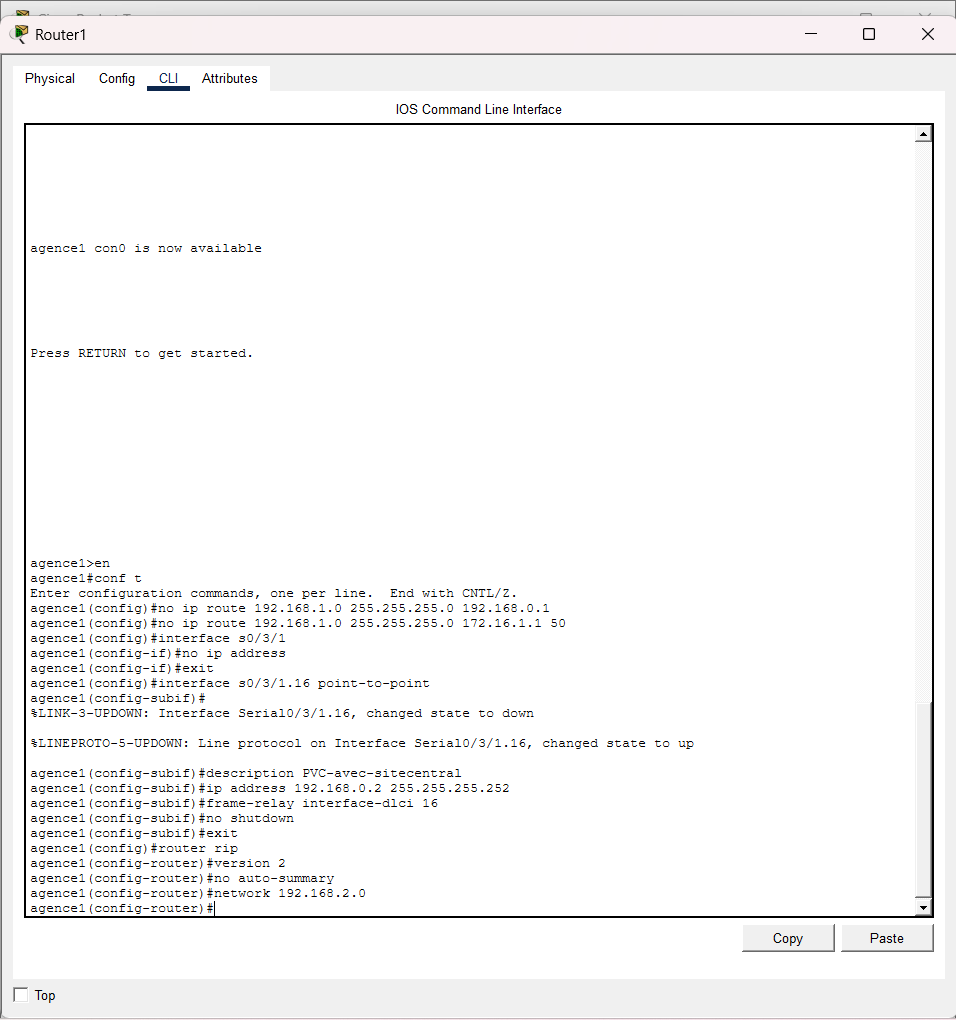 Router1
Physical Config CLI Attributes
IOS Command Line Interface
agence1 con0 is now available
Press RETURN to get started.
agence1>en
agence1#conf t
Enter configuration commands, one per line.  End with CNTL/Z.
agence1(config)#no ip route 192.168.1.0 255.255.255.0 192.168.0.1
agence1(config)#no ip route 192.168.1.0 255.255.255.0 172.16.1.1 50
agence1(config)#interface s0/3/1
agence1(config-if)#no ip address
agence1(config-if)#exit
agence1(config)#interface s0/3/1.16 point-to-point
agence1(config-subif)#
%LINK-3-UPDOWN: Interface Serial0/3/1.16, changed state to down
%LINEPROTO-5-UPDOWN: Line protocol on Interface Serial0/3/1.16, changed state to up
agence1(config-subif)#description PVC-avec-sitecentral
agence1(config-subif)#ip address 192.168.0.2 255.255.255.252
agence1(config-subif)#frame-relay interface-dlci 16
agence1(config-subif)#no shutdown
agence1(config-subif)#exit
agence1(config)#router rip
agence1(config-router)#version 2
agence1(config-router)#no auto-summary
agence1(config-router)#network 192.168.2.0
agence1(config-router)#
Copy Paste
Top